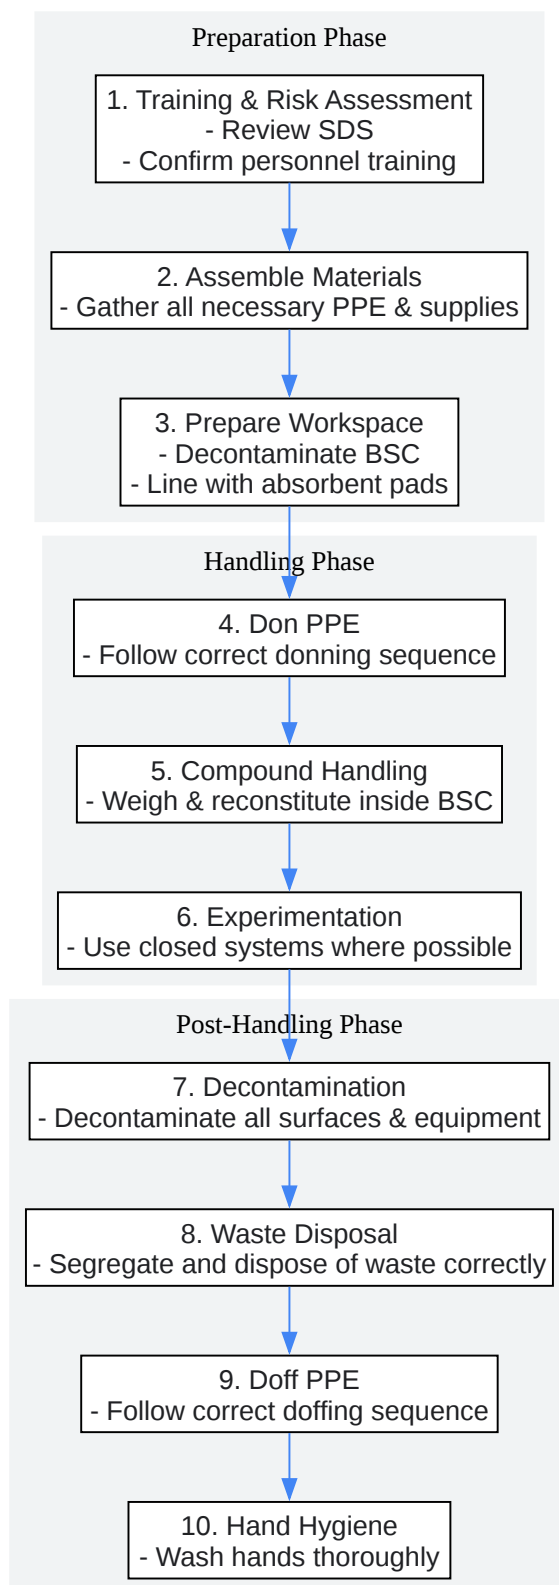 Preparation Phase
1. Training & Risk Assessment
- Review SDS
- Confirm personnel training
2. Assemble Materials
- Gather all necessary PPE & supplies
3. Prepare Workspace
- Decontaminate BSC
- Line with absorbent pads
Handling Phase
4. Don PPE
- Follow correct donning sequence
5. Compound Handling
- Weigh & reconstitute inside BSC
6. Experimentation
- Use closed systems where possible
Post-Handling Phase
7. Decontamination
- Decontaminate all surfaces & equipment
8. Waste Disposal
- Segregate and dispose of waste correctly
9. Doff PPE
- Follow correct doffing sequence
10. Hand Hygiene
- Wash hands thoroughly